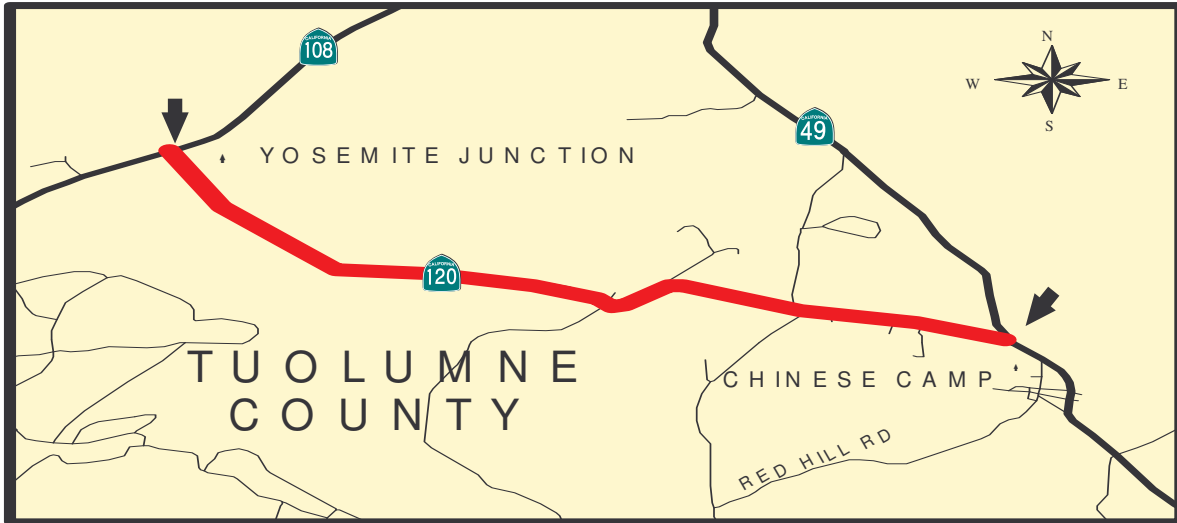 CALIFORNIA
108
N
W E
S
CALIFORNIA
49
YOSEMITE JUNCTION
CALIFORNIA
120
TUOLUMNE
COUNTY
CHINESE CAMP
RED HILL RD